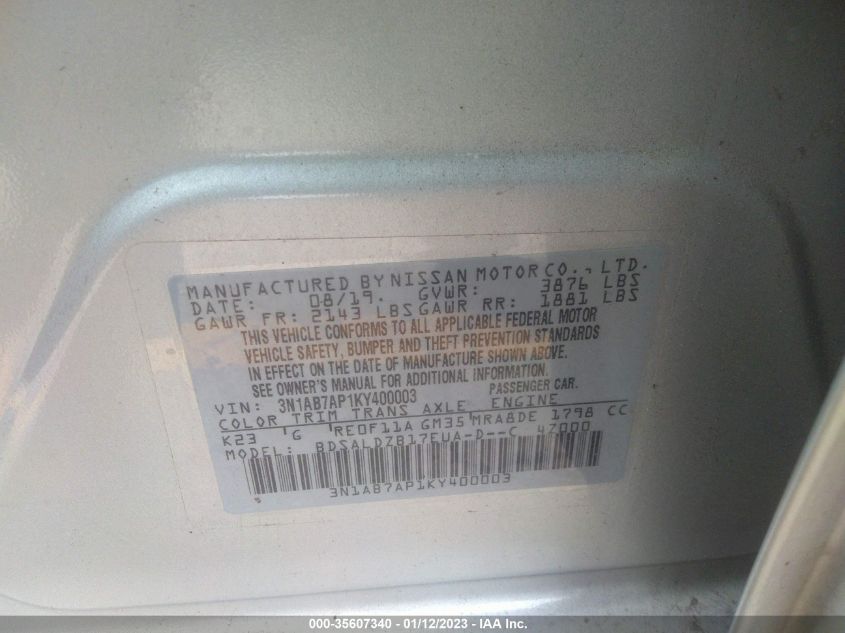 MANUFACTURED BY NISSAN MOTOR CO., LTD.
DATE: 08/19. GVWR: 3876 LBS
GAWR FR: 2143 LBS GAWR RR: 1881 LBS
THIS VEHICLE CONFORMS TO ALL APPLICABLE FEDERAL MOTOR
VEHICLE SAFETY, BUMPER AND THEFT PREVENTION STANDARDS
IN EFFECT ON THE DATE OF MANUFACTURE SHOWN ABOVE.
SEE OWNER'S MANUAL FOR ADDITIONAL INFORMATION.
VIN: 3N1AB7AP1KY400003 PASSENGER CAR.
COLOR TRIM TRANS AXLE ENGINE
K23 G RE0F11A GM35 MRA8DE 1798 CC
MODEL: BDSALDZB17EUA-D--C 47000
3N1AB7AP1KY400003
000-35607340 - 01/12/2023 - IAA Inc.